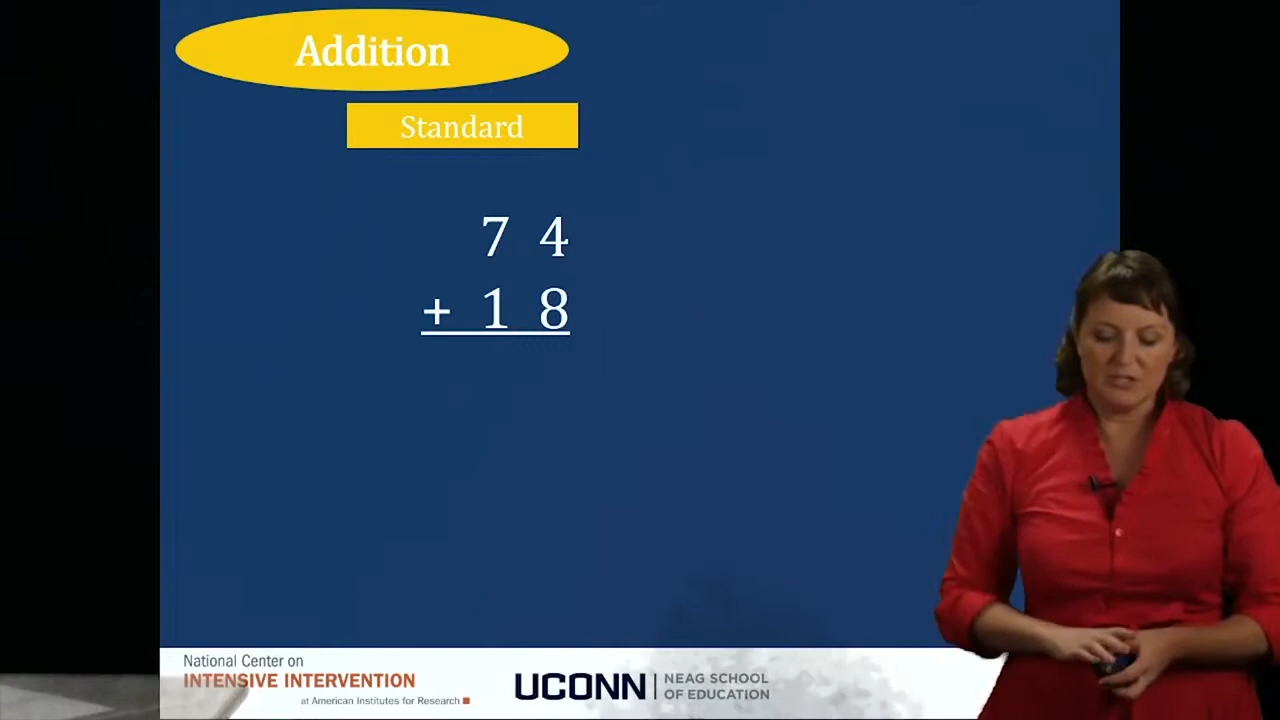 Addition
Standard
7 4
+ 1 8
National Center on
INTENSIVE INTERVENTION
at American Institutes for Research
UCONN
NEAG SCHOOL
OF EDUCATION